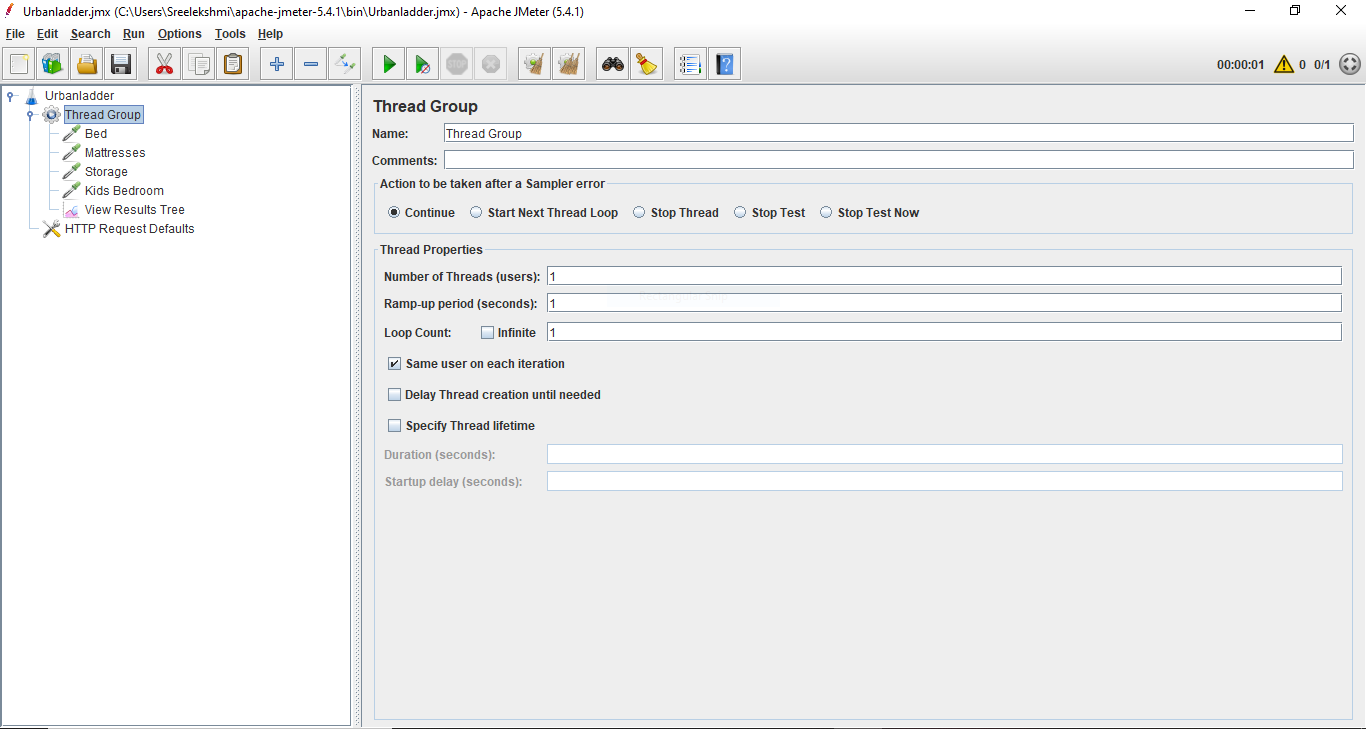 Urbanladder.jmx (C:\Users\Sreelekshmi\apache-jmeter-5.4.1\bin\Urbanladder.jmx) - Apache JMeter (5.4.1)
File Edit Search Run Options Tools Help
STOP
00:00:01 0 0/1
Urbanladder
Thread Group
Bed
Mattresses
Storage
Kids Bedroom
View Results Tree
HTTP Request Defaults
Thread Group
Name: Thread Group
Comments:
Action to be taken after a Sampler error
Continue Start Next Thread Loop Stop Thread Stop Test Stop Test Now
Thread Properties
Number of Threads (users): 1
Ramp-up period (seconds): 1
Loop Count: Infinite 1
Same user on each iteration
Delay Thread creation until needed
Specify Thread lifetime
Duration (seconds):
Startup delay (seconds):